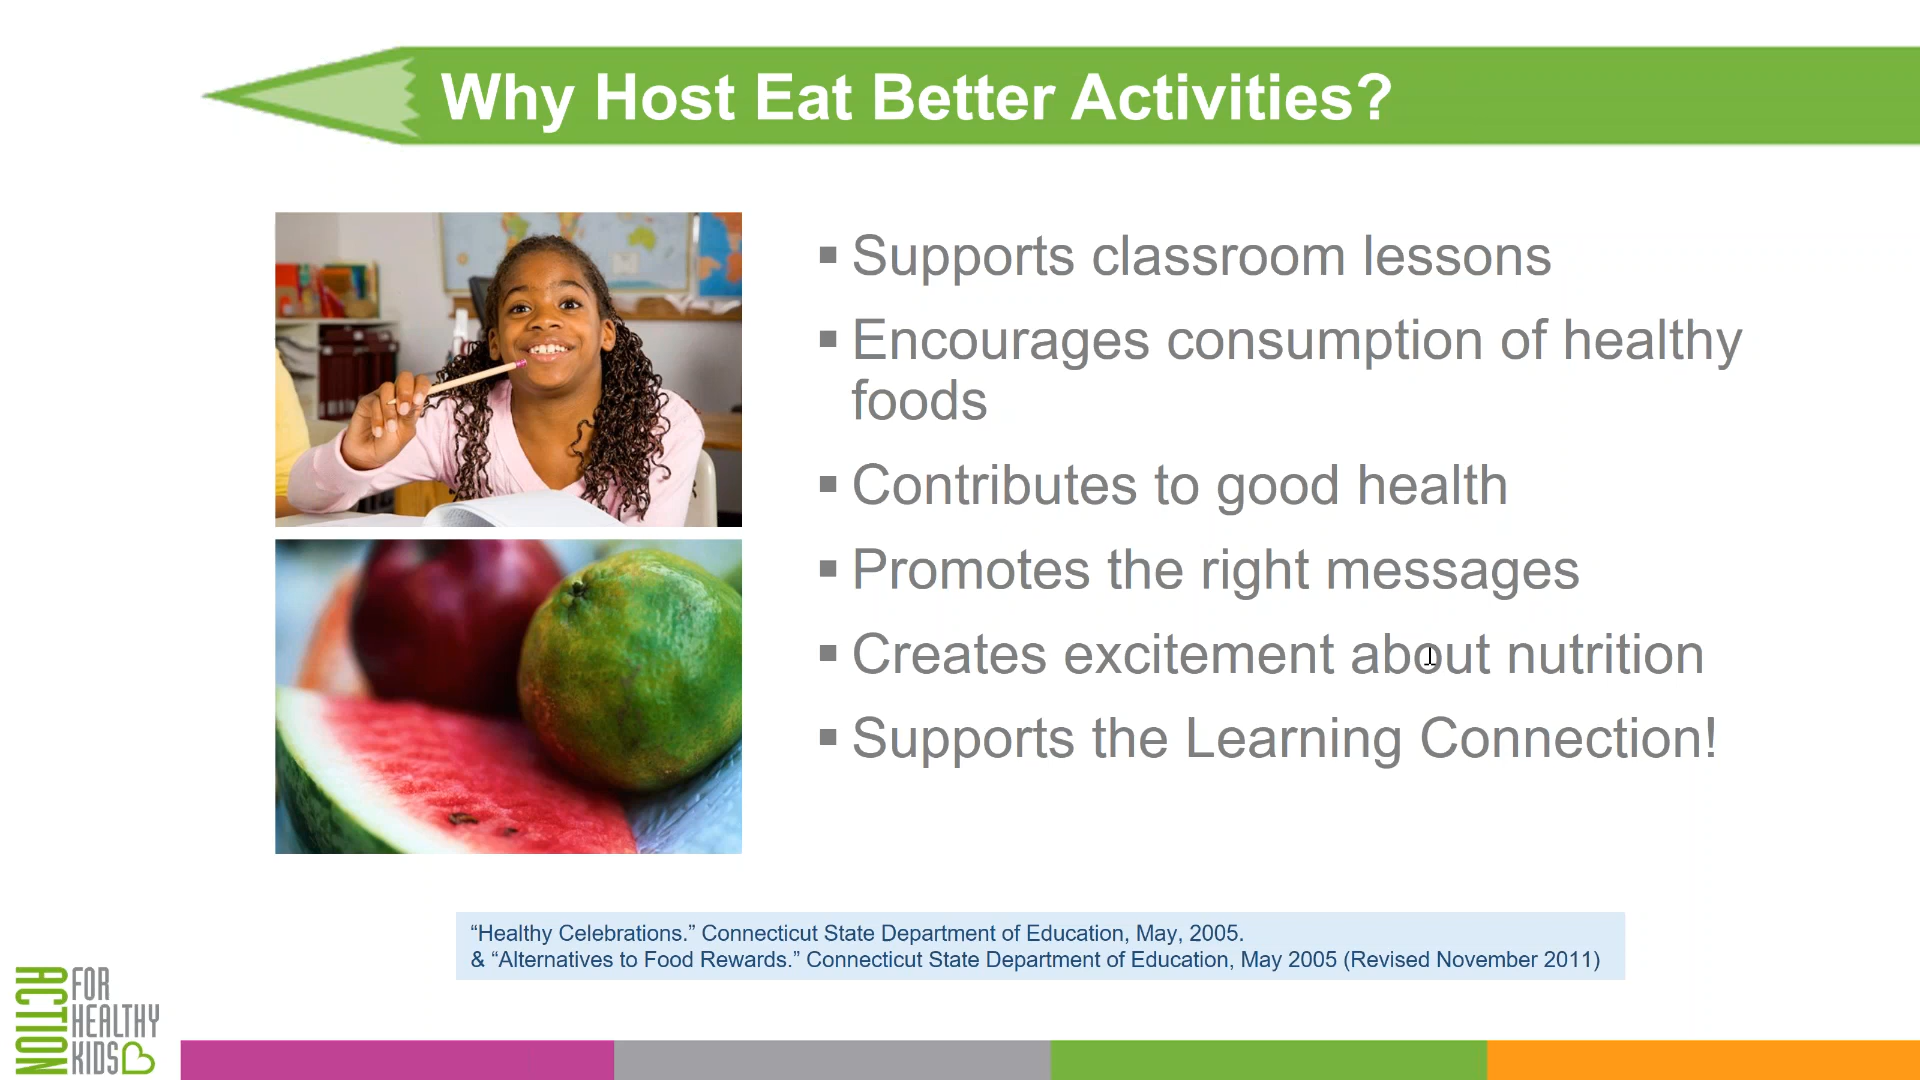 Why Host Eat Better Activities?
▪ Supports classroom lessons
▪ Encourages consumption of healthy
foods
▪ Contributes to good health
▪ Promotes the right messages
▪ Creates excitement about nutrition
▪ Supports the Learning Connection!
“Healthy Celebrations.” Connecticut State Department of Education, May, 2005.
& “Alternatives to Food Rewards.” Connecticut State Department of Education, May 2005 (Revised November 2011)
ACTION
FOR
HEALTHY
KIDS